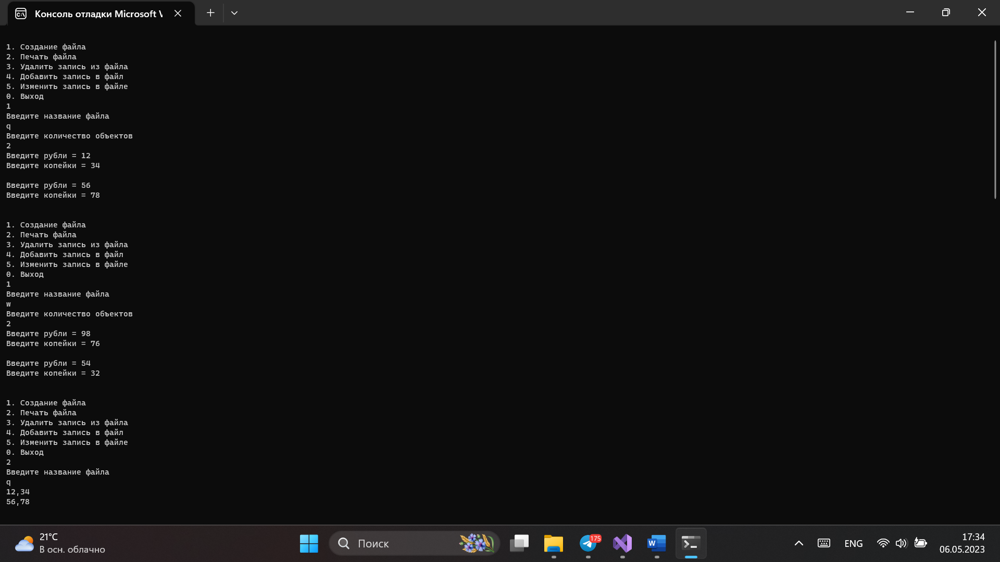 Консоль отладки Microsoft V
1. Создание файла
2. Печать файла
3. Удалить запись из файла
4. Добавить запись в файл
5. Изменить запись в файле
0. Выход
1
Введите название файла
q
Введите количество объектов
2
Введите рубли = 12
Введите копейки = 34
Введите рубли = 56
Введите копейки = 78
1. Создание файла
2. Печать файла
3. Удалить запись из файла
4. Добавить запись в файл
5. Изменить запись в файле
0. Выход
1
Введите название файла
w
Введите количество объектов
2
Введите рубли = 98
Введите копейки = 76
Введите рубли = 54
Введите копейки = 32
1. Создание файла
2. Печать файла
3. Удалить запись из файла
4. Добавить запись в файл
5. Изменить запись в файле
0. Выход
2
Введите название файла
q
12,34
56,78
21°C
В осн. облачно
Поиск
175
W
ENG
17:34
06.05.2023